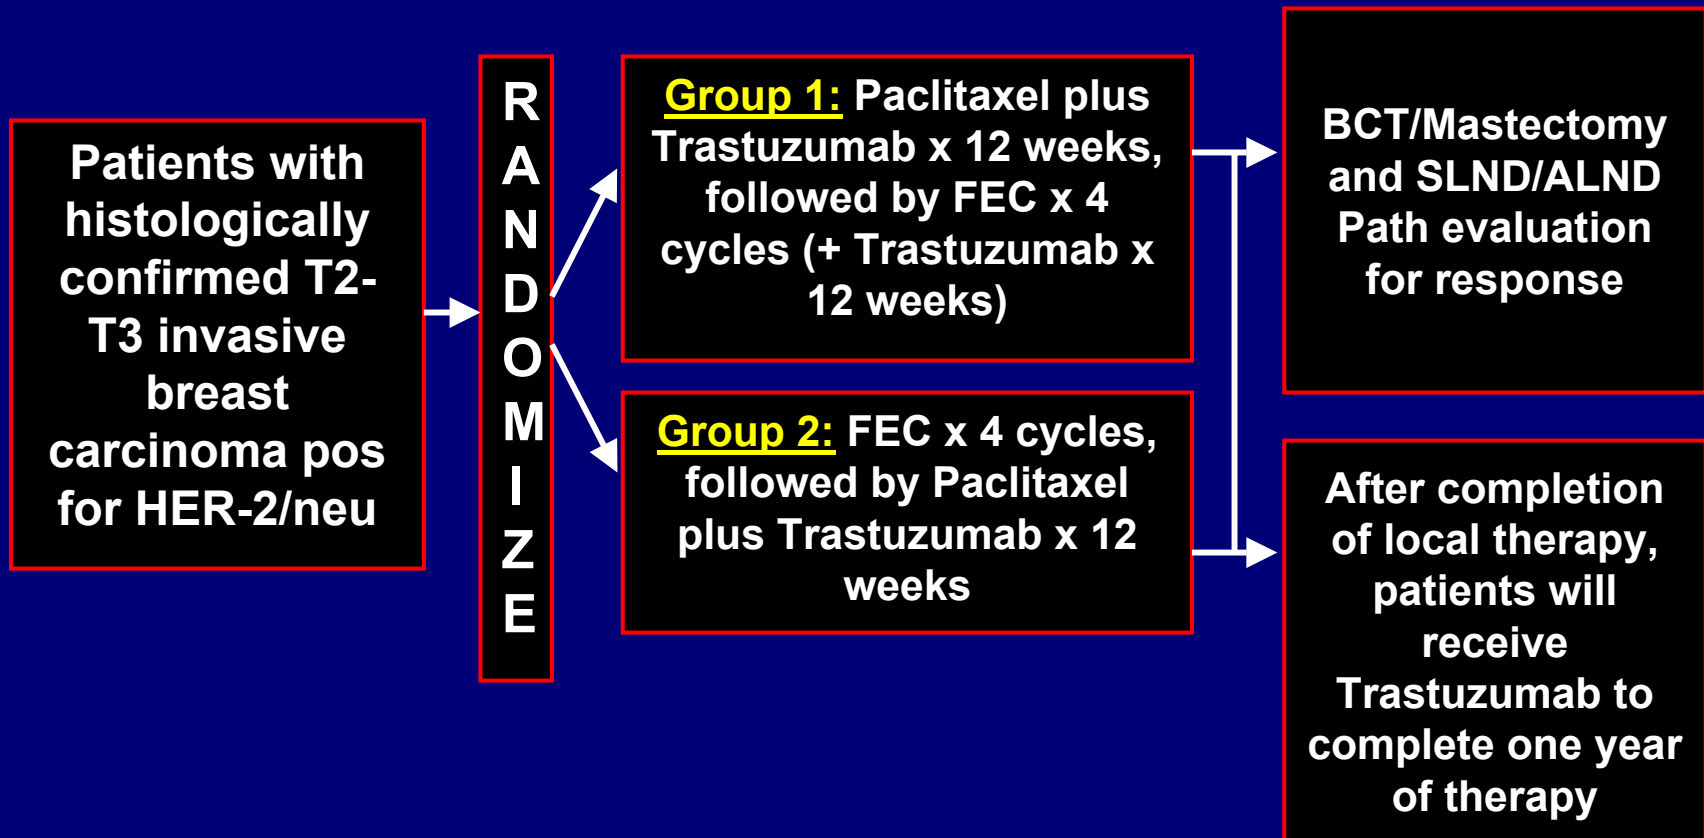 Patients with
histologically
confirmed T2-
T3 invasive
breast
carcinoma pos
for HER-2/neu
R
A
N
D
O
M
I
Z
E
Group 1: Paclitaxel plus
Trastuzumab x 12 weeks,
followed by FEC x 4
cycles (+ Trastuzumab x
12 weeks)
Group 2: FEC x 4 cycles,
followed by Paclitaxel
plus Trastuzumab x 12
weeks
BCT/Mastectomy
and SLND/ALND
Path evaluation
for response
After completion
of local therapy,
patients will
receive
Trastuzumab to
complete one year
of therapy